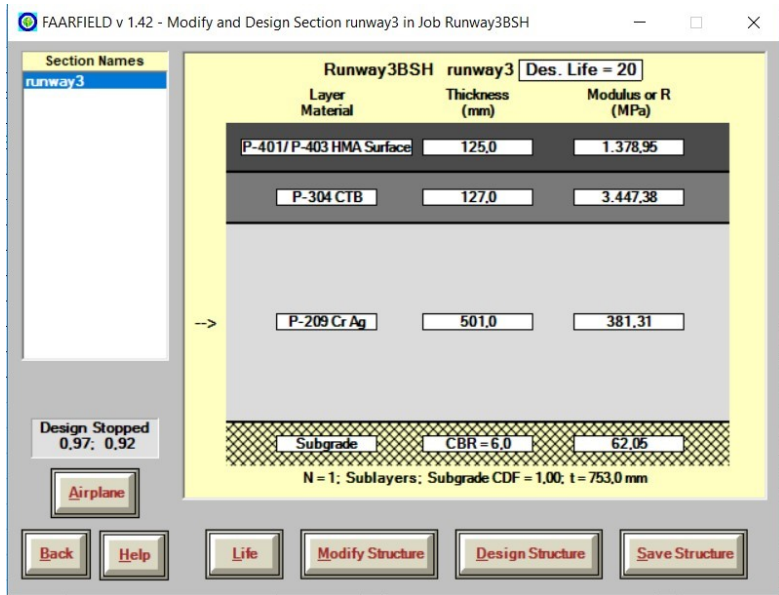 FAARFIELD v 1.42 - Modify and Design Section runway3 in Job Runway3BSH
Section Names
runway3
Runway3BSH runway3 Des. Life = 20
Layer Material Thickness (mm) Modulus or R (MPa)
P-401/ P-403 HMA Surface 125,0 1.378,95
P-304 CTB 127,0 3.447,38
--> P-209 Cr Ag 501,0 381,31
Subgrade CBR = 6,0 62,05
N = 1; Sublayers; Subgrade CDF = 1,00; t = 753,0 mm
Design Stopped
0,97; 0,92
Airplane
Back Help Life Modify Structure Design Structure Save Structure